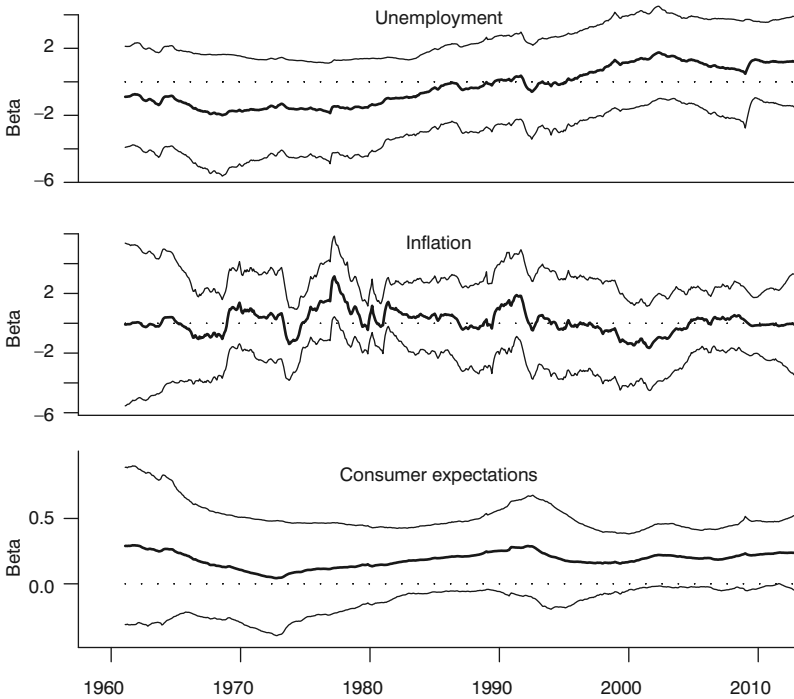 Unemployment
2
−2
−6
Beta
Inflation
2
−2
−6
Beta
Consumer expectations
0.5
0.0
Beta
1960 1970 1980 1990 2000 2010